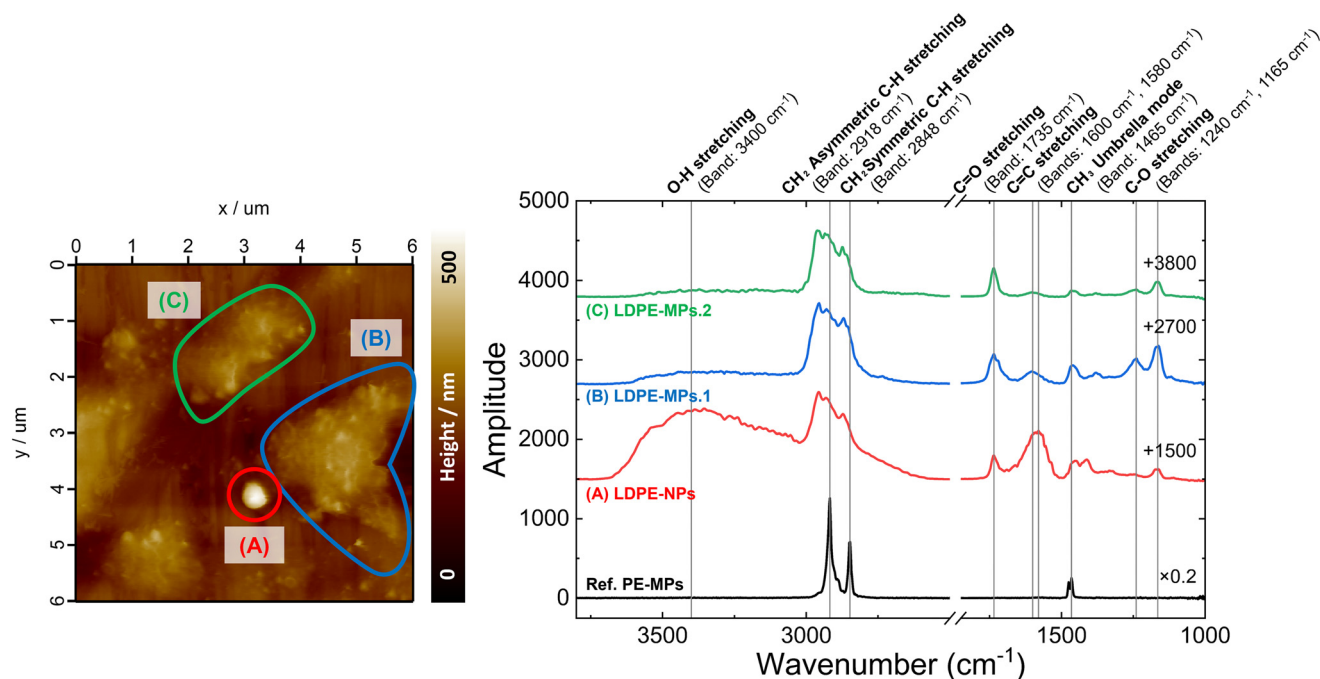 x / um
0 1 2 3 4 5 6
y / um
0
1
2
3
4
5
6
(C)
(B)
(A)
500
Height / nm
0
O-H stretching
(Band: 3400 cm⁻¹)
CH₂ Asymmetric C-H stretching
(Band: 2918 cm⁻¹)
CH₂Symmetric C-H stretching
(Band: 2848 cm⁻¹)
C=O stretching
(Band: 1735 cm⁻¹)
C=C stretching
(Bands: 1600 cm⁻¹, 1580 cm⁻¹)
CH₃ Umbrella mode
(Band: 1465 cm⁻¹)
C-O stretching
(Bands: 1240 cm⁻¹, 1165 cm⁻¹)
Amplitude
5000
4000
3000
2000
1000
0
+3800
(C) LDPE-MPs.2
+2700
(B) LDPE-MPs.1
+1500
(A) LDPE-NPs
Ref. PE-MPs
×0.2
3500 3000 1500 1000
Wavenumber (cm⁻¹)